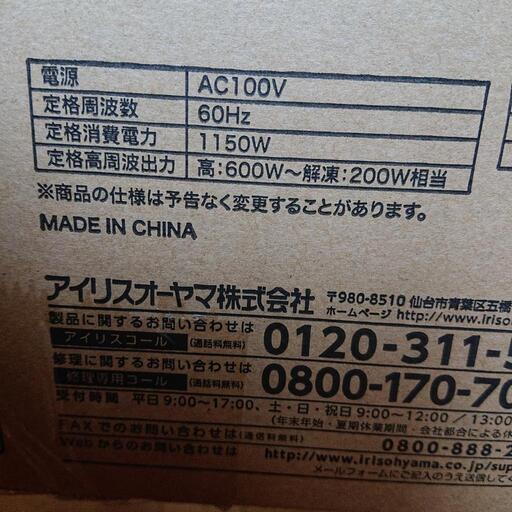 電源 AC100V
定格周波数 60Hz
定格消費電力 1150W
定格高周波出力 高:600W～解凍:200W相当
※商品の仕様は予告なく変更することがあります。
MADE IN CHINA
アイリスオーヤマ株式会社 〒980-8510 仙台市青葉区五橋
ホームページ http://www.iriso
製品に関するお問い合わせは
アイリスコール (通話料無料) 0120-311-5
修理に関するお問い合わせは
修理専用コール (通話料無料) 0800-170-70
受付時間 平日9:00～17:00、土・日・祝日9:00～12:00／13:00
(年末年始・夏期休業期間・会社都合による休
FAXでのお問い合わせは(通信料無料) 0800-888-2
Webからのお問い合わせは http://www.irisohyama.co.jp/sup
メールフォームにご記入のうえ送信して